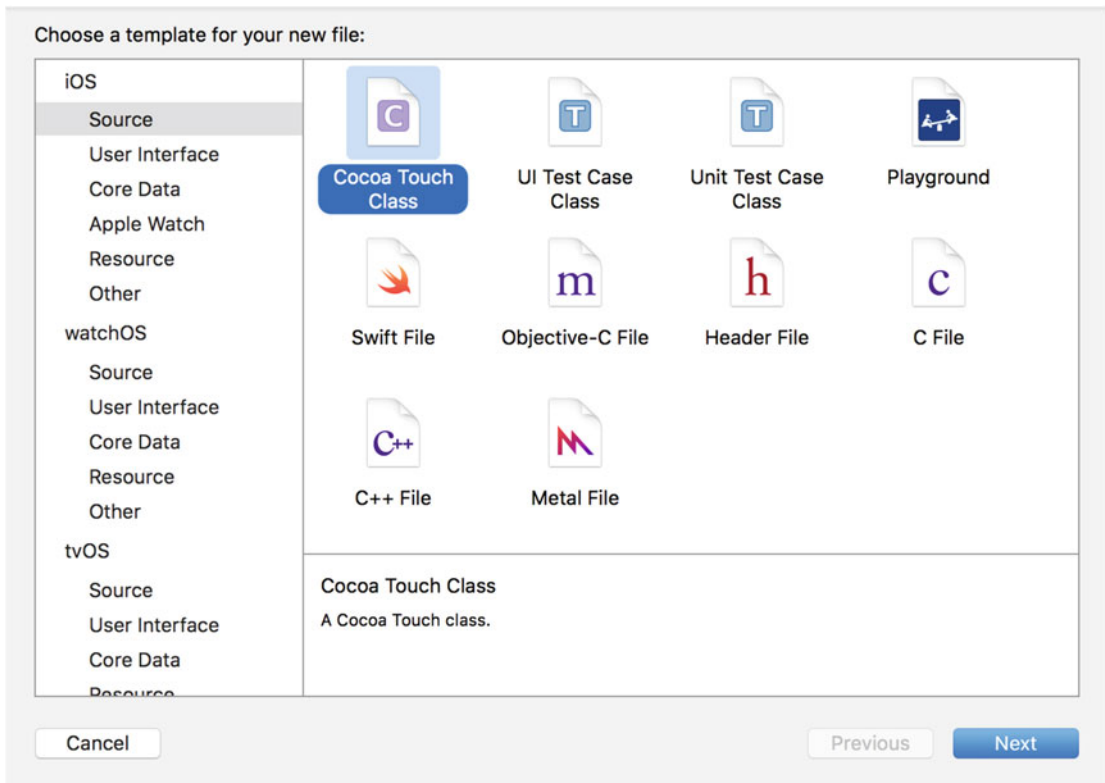 Choose a template for your new file:
iOS
Source
User Interface
Core Data
Apple Watch
Resource
Other
watchOS
Source
User Interface
Core Data
Resource
Other
tvOS
Source
User Interface
Core Data
Resource
C
T
T
Cocoa Touch
Class
UI Test Case
Class
Unit Test Case
Class
Playground
m
h
c
Swift File
Objective-C File
Header File
C File
C++
C++ File
Metal File
Cocoa Touch Class
A Cocoa Touch class.
Cancel
Previous
Next